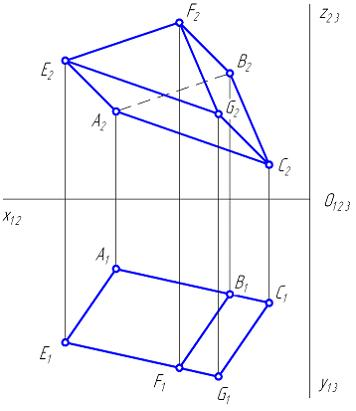 F₂
z₂₃
E₂
B₂
A₂
G₂
C₂
x₁₂
O₁₂₃
A₁
B₁
C₁
E₁
F₁
G₁
y₁₃